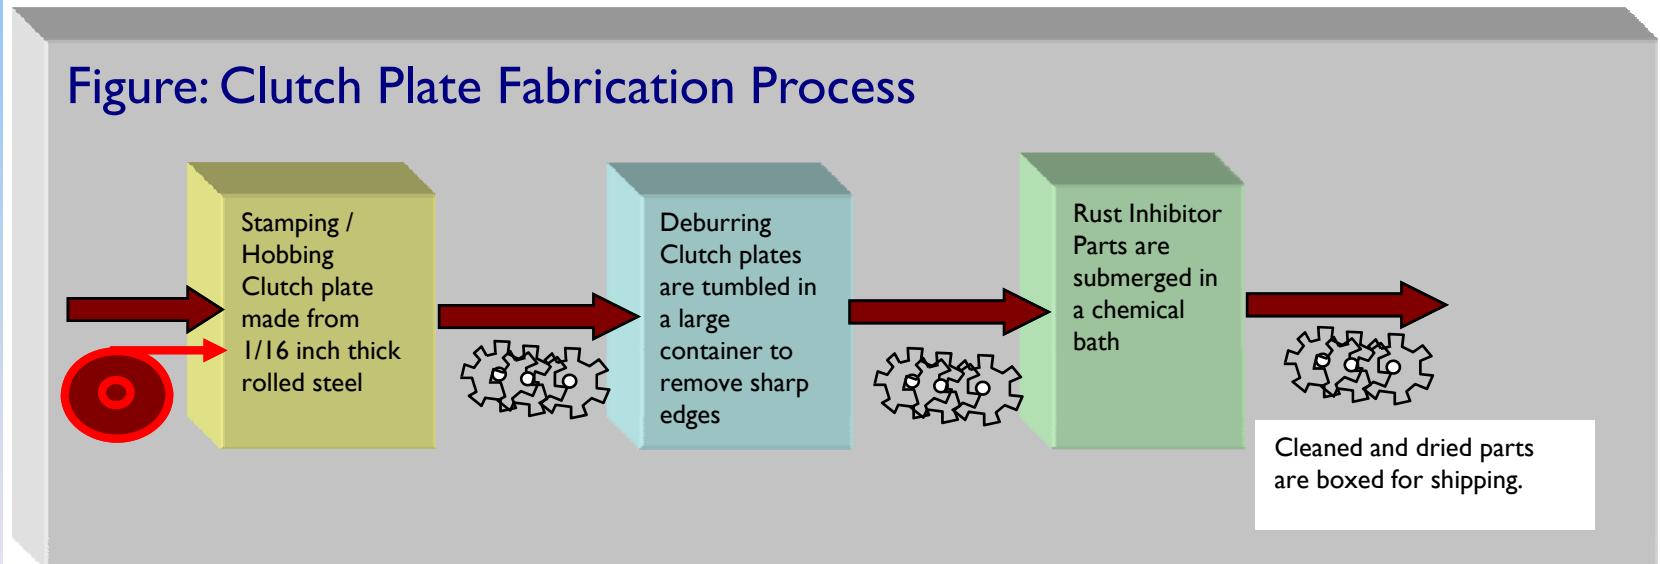 Figure: Clutch Plate Fabrication Process
Stamping /
Hobbing
Clutch plate
made from
1/16 inch thick
rolled steel
Deburring
Clutch plates
are tumbled in
a large
container to
remove sharp
edges
Rust Inhibitor
Parts are
submerged in
a chemical
bath
Cleaned and dried parts
are boxed for shipping.